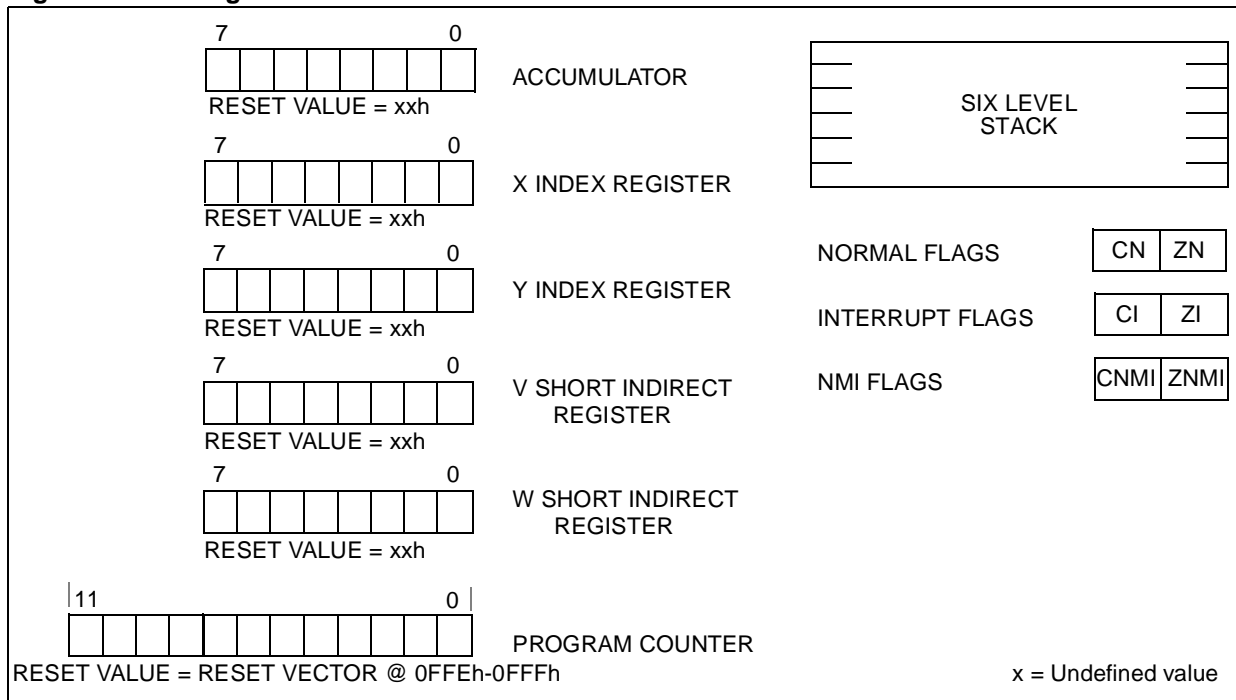 7 0
ACCUMULATOR
RESET VALUE = xxh
7 0
X INDEX REGISTER
RESET VALUE = xxh
7 0
Y INDEX REGISTER
RESET VALUE = xxh
7 0
V SHORT INDIRECT
REGISTER
RESET VALUE = xxh
7 0
W SHORT INDIRECT
REGISTER
RESET VALUE = xxh
11 0
PROGRAM COUNTER
RESET VALUE = RESET VECTOR @ 0FFEh-0FFFh
SIX LEVEL
STACK
NORMAL FLAGS CN ZN
INTERRUPT FLAGS CI ZI
NMI FLAGS CNMI ZNMI
x = Undefined value